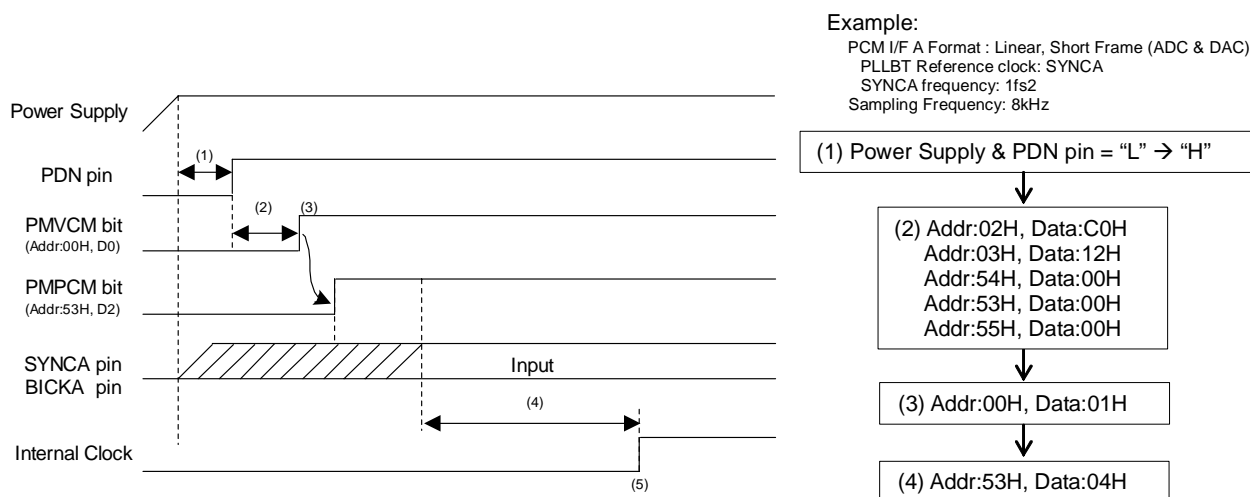 Example:
PCM I/F A Format : Linear, Short Frame (ADC & DAC)
PLLBT Reference clock: SYNCA
SYNCA frequency: 1fs2
Sampling Frequency: 8kHz
Power Supply
(1)
PDN pin
(2)
(3)
PMVCM bit
(Addr:00H, D0)
PMPCM bit
(Addr:53H, D2)
SYNCA pin
BICKA pin
Input
(4)
Internal Clock
(5)
(1) Power Supply & PDN pin = “L” → “H”
(2) Addr:02H, Data:C0H
Addr:03H, Data:12H
Addr:54H, Data:00H
Addr:53H, Data:00H
Addr:55H, Data:00H
(3) Addr:00H, Data:01H
(4) Addr:53H, Data:04H